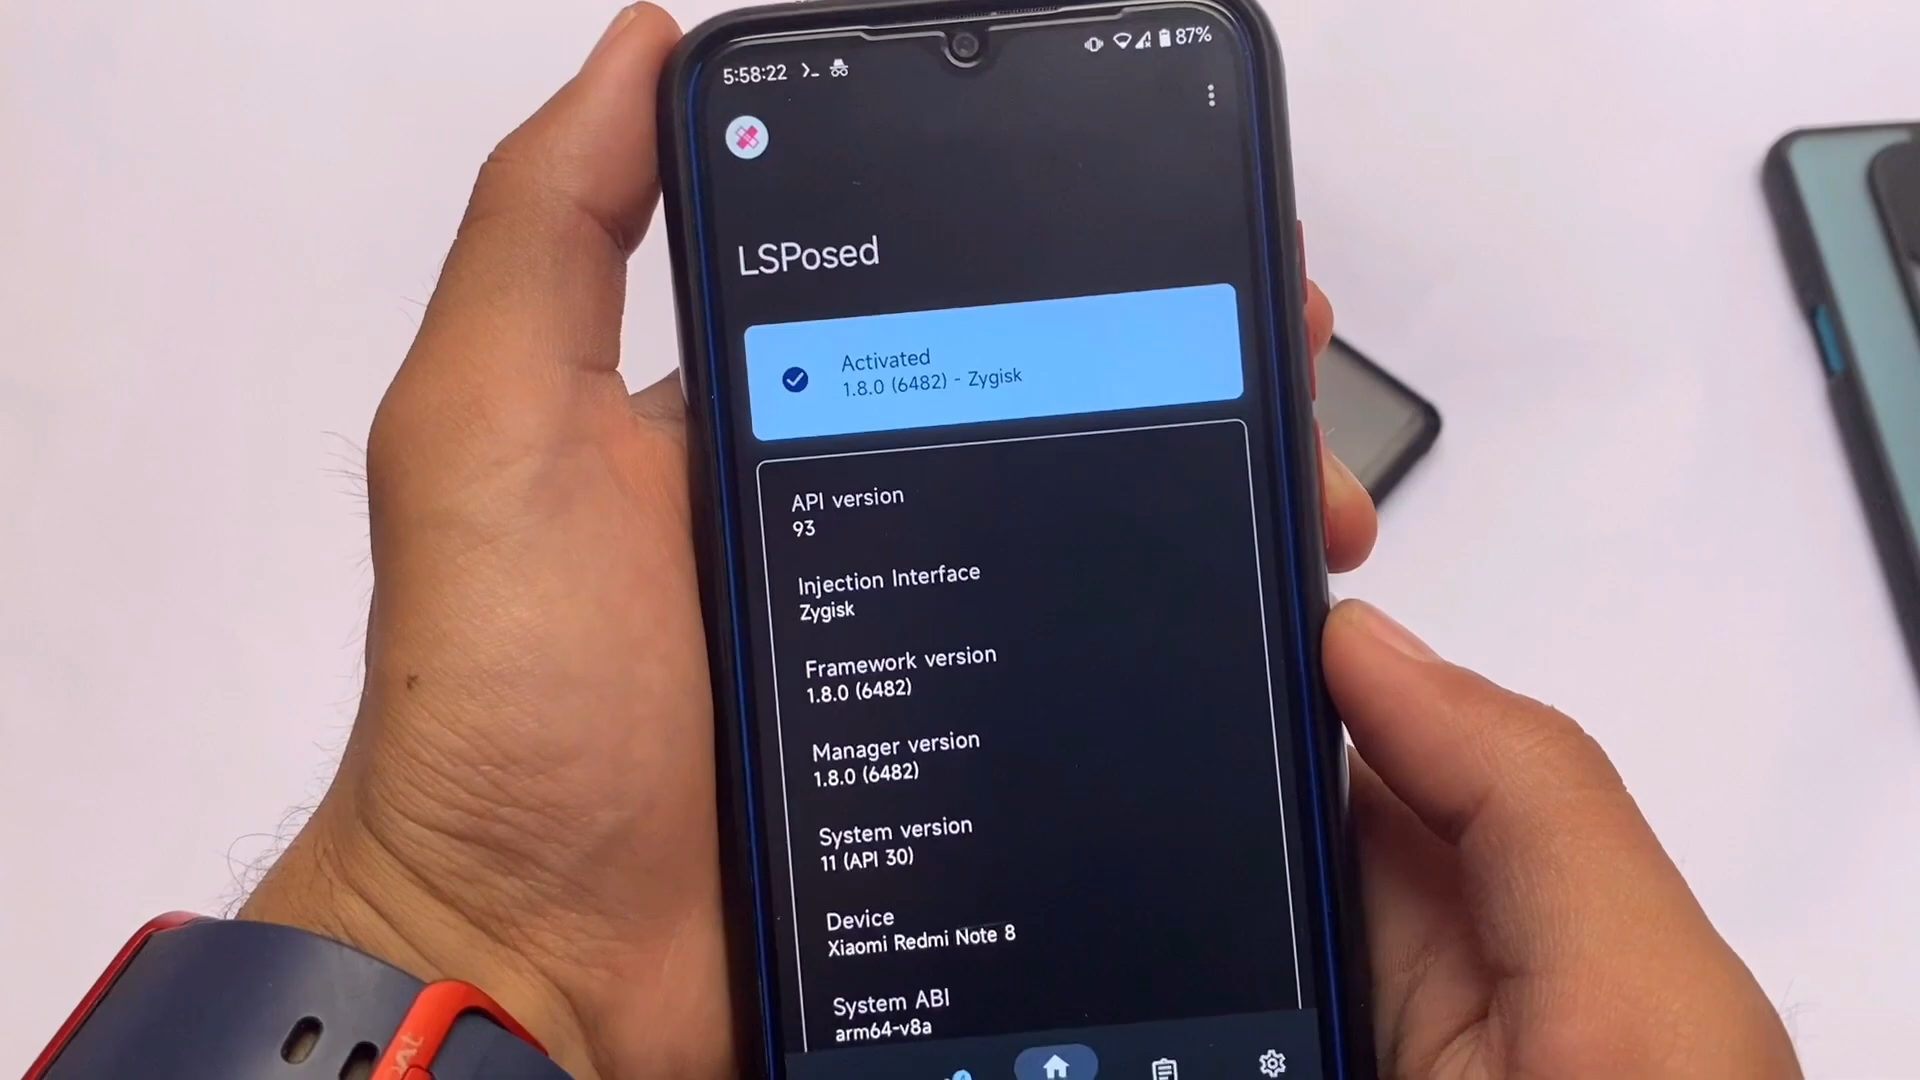 5:58:22
87%
LSPosed
Activated
1.8.0 (6482) - Zygisk
API version
93
Injection Interface
Zygisk
Framework version
1.8.0 (6482)
Manager version
1.8.0 (6482)
System version
11 (API 30)
Device
Xiaomi Redmi Note 8
System ABI
arm64-v8a